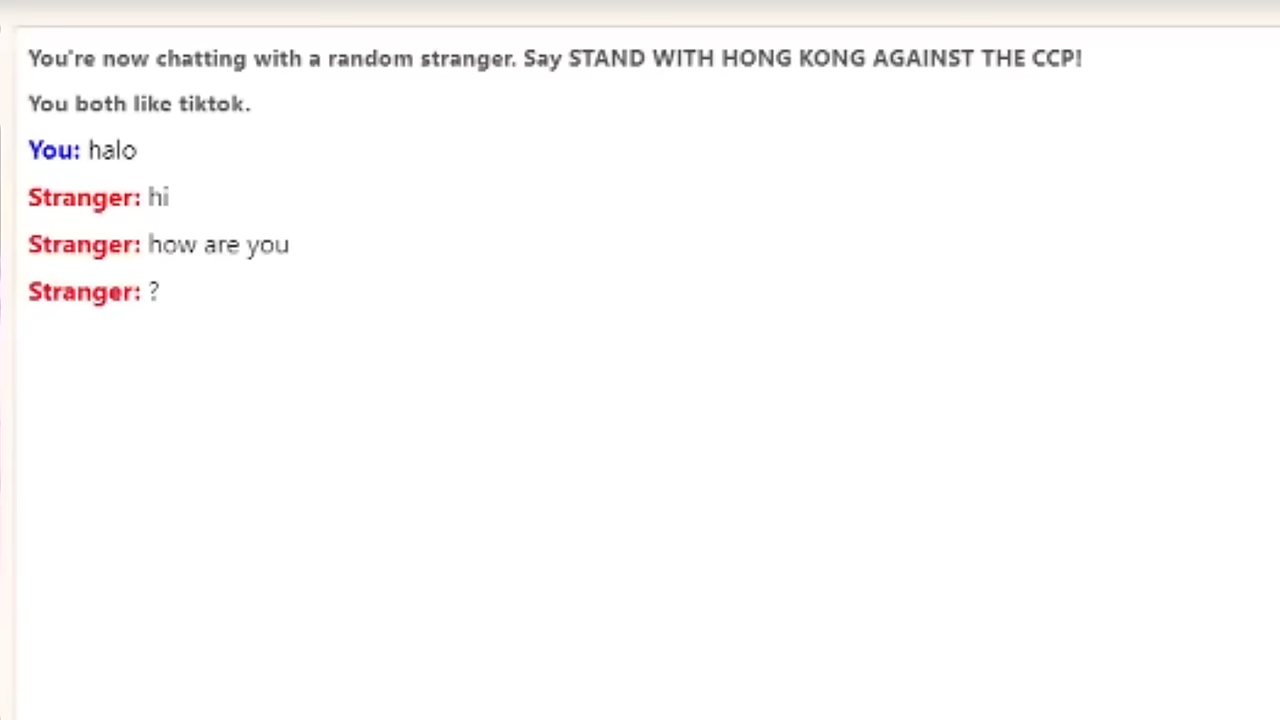 You're now chatting with a random stranger. Say STAND WITH HONG KONG AGAINST THE CCP!
You both like tiktok.
You: halo
Stranger: hi
Stranger: how are you
Stranger: ?